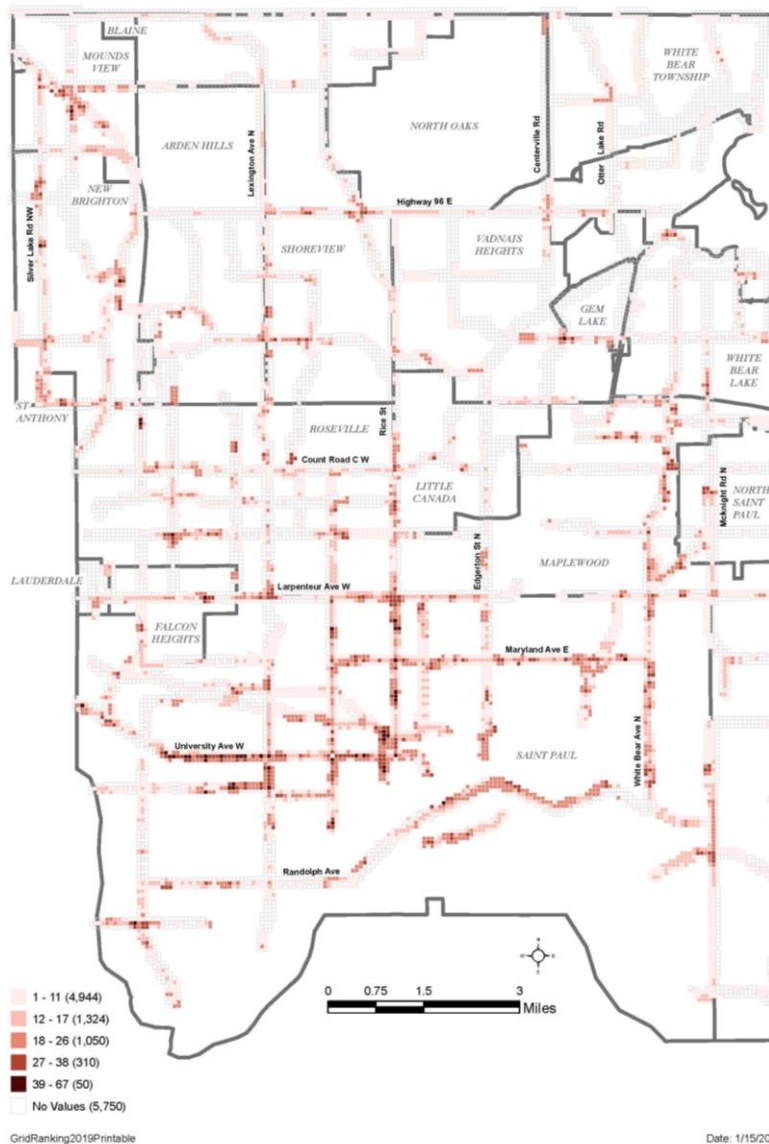 BLAINE
MOUNDS
VIEW
WHITE
BEAR
TOWNSHIP
ARDEN HILLS
Lexington Ave N
NORTH OAKS
Centerville Rd
Otter Lake Rd
NEW
BRIGHTON
Silver Lake Rd NW
Highway 96 E
SHOREVIEW
VADNAIS
HEIGHTS
GEM
LAKE
WHITE
BEAR
LAKE
ST
ANTHONY
ROSEVILLE
Rice St
Count Road C W
LITTLE
CANADA
Mcknight Rd N
NORTH
SAINT
PAUL
Edgerton St N
MAPLEWOOD
LAUDERDALE
Larpenteur Ave W
FALCON
HEIGHTS
Maryland Ave E
University Ave W
SAINT PAUL
White Bear Ave N
Randolph Ave
N
W E
S
0 0.75 1.5 3
Miles
1 - 11 (4,944)
12 - 17 (1,324)
18 - 26 (1,050)
27 - 38 (310)
39 - 67 (50)
No Values (5,750)
GridRanking2019Printable
Date: 1/15/20